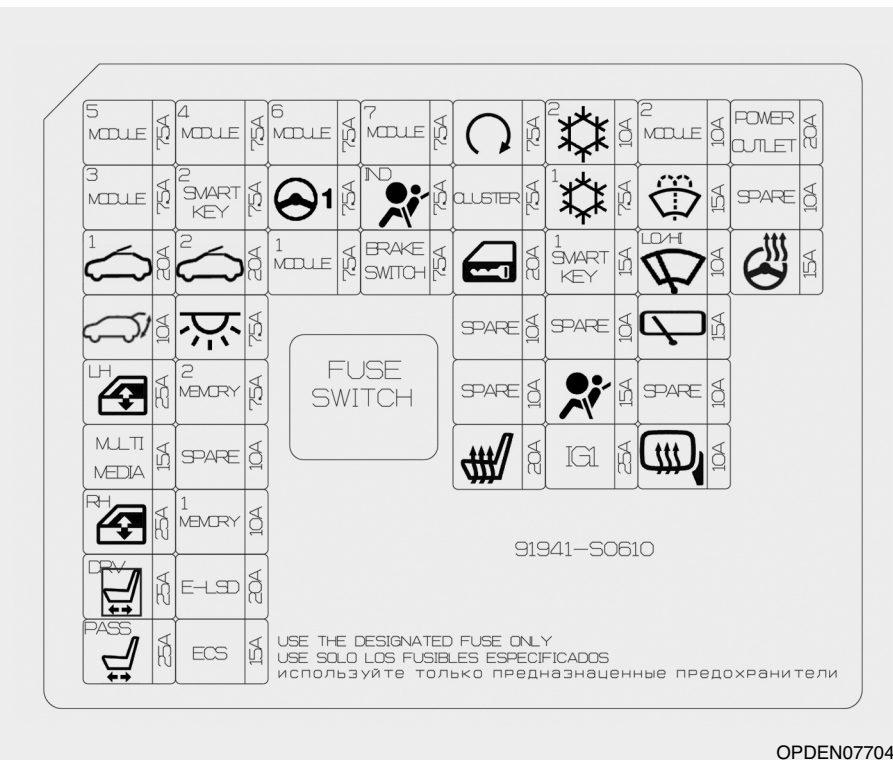 5 MODULE 7.5A 4 MODULE 7.5A 6 MODULE 7.5A 7 MODULE 7.5A 7.5A 2 10A 2 MODULE 10A POWER OUTLET 20A
3 MODULE 7.5A 2 SMART KEY 7.5A 1 7.5A IND 7.5A CLUSTER 7.5A 1 7.5A 15A SPARE 10A
1 20A 2 20A 1 MODULE 7.5A BRAKE SWITCH 7.5A 20A 1 SMART KEY 15A LO/HI 10A 15A
10A 7.5A SPARE 10A SPARE 10A 15A
LH 25A 2 MEMORY 7.5A FUSE SWITCH SPARE 10A 15A SPARE 10A
MULTI MEDIA 15A SPARE 10A 20A IG1 25A 10A
RH 25A 1 MEMORY 10A
91941-S0610
DRV 25A E-LSD 20A
PASS 25A ECS 15A
USE THE DESIGNATED FUSE ONLY
USE SOLO LOS FUSIBLES ESPECIFICADOS
используйте только предназнаценные предохранители
OPDEN07704